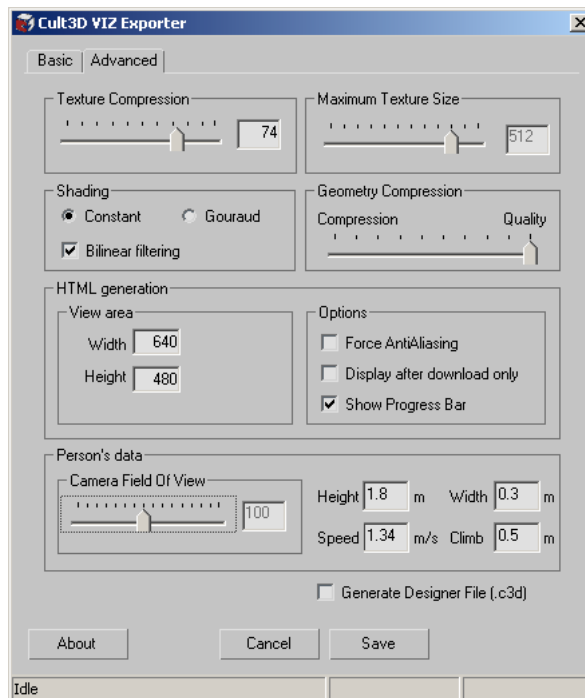 Cult3D VIZ Exporter
Basic Advanced
Texture Compression
74
Maximum Texture Size
512
Shading
Constant Gouraud
Bilinear filtering
Geometry Compression
Compression Quality
HTML generation
View area
Width 640
Height 480
Options
Force AntiAliasing
Display after download only
Show Progress Bar
Person's data
Camera Field Of View
100
Height 1.8 m Width 0.3 m
Speed 1.34 m/s Climb 0.5 m
Generate Designer File (.c3d)
About Cancel Save
Idle